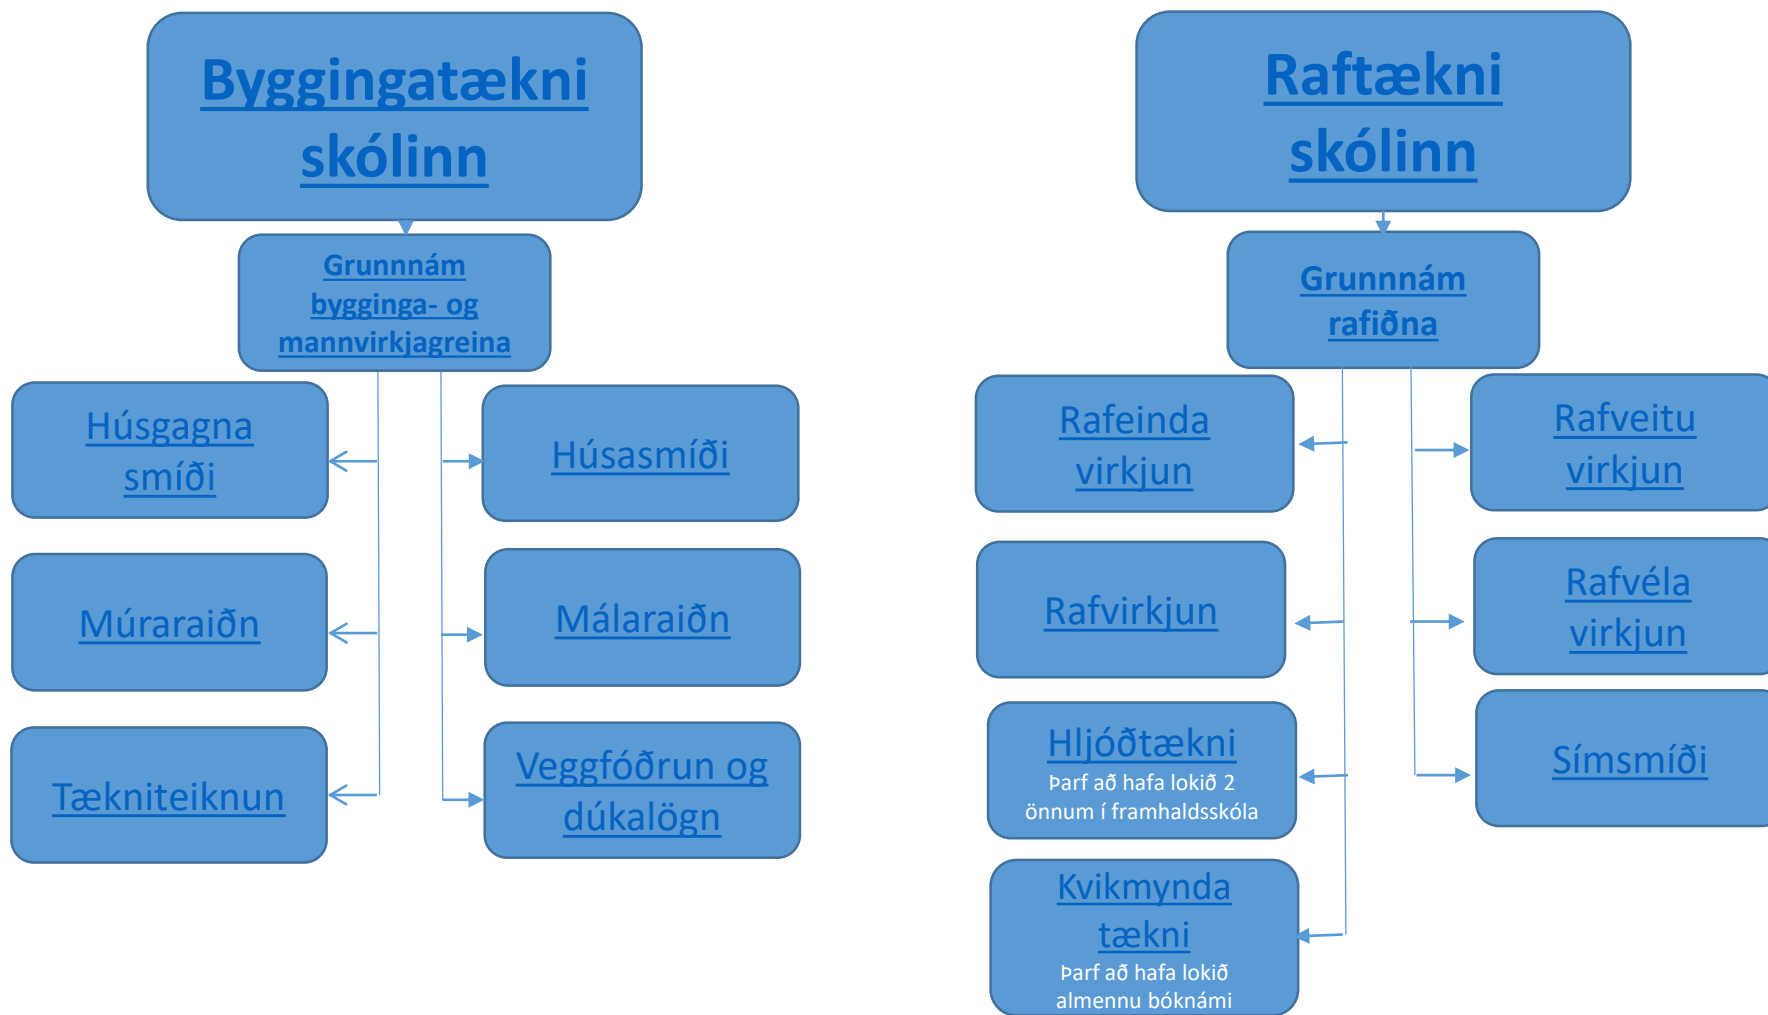 Byggingatækni
skólinn
Grunnnám
bygginga- og
mannvirkjagreina
Húsgagna
smíði
Húsasmíði
Múraraiðn
Málaraiðn
Tækniteiknun
Veggfóðrun og
dúkalögn
Raftækni
skólinn
Grunnnám
rafiðna
Rafeinda
virkjun
Rafveitu
virkjun
Rafvirkjun
Rafvéla
virkjun
Hljóðtækni
Þarf að hafa lokið 2
önnum í framhaldsskóla
Símsmíði
Kvikmynda
tækni
Þarf að hafa lokið
almennu bóknámi